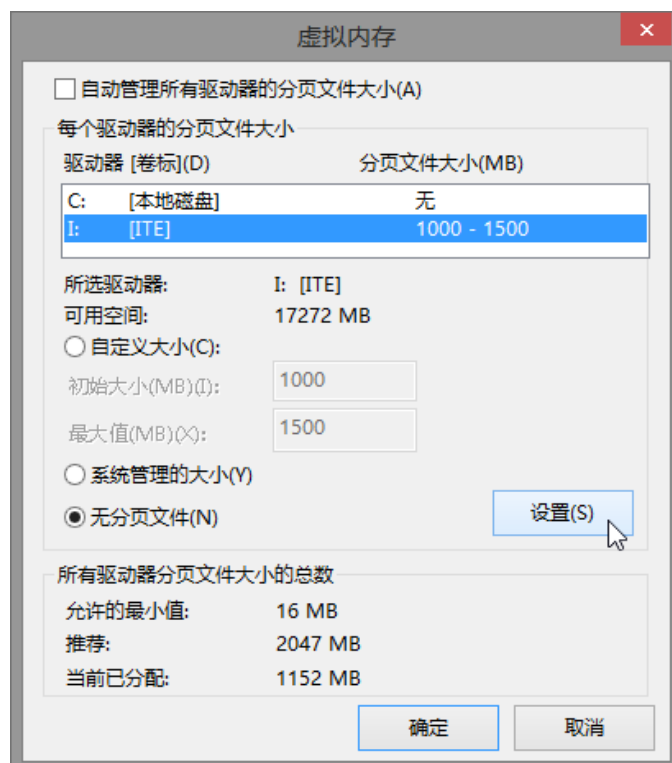 虚拟内存
自动管理所有驱动器的分页文件大小(A)
每个驱动器的分页文件大小
驱动器 [卷标](D) 分页文件大小(MB)
C: [本地磁盘] 无
I: [ITE] 1000 - 1500
所选驱动器: I: [ITE]
可用空间: 17272 MB
自定义大小(C):
初始大小(MB)(I): 1000
最大值(MB)(X): 1500
系统管理的大小(Y)
无分页文件(N) 设置(S)
所有驱动器分页文件大小的总数
允许的最小值: 16 MB
推荐: 2047 MB
当前已分配: 1152 MB
确定 取消